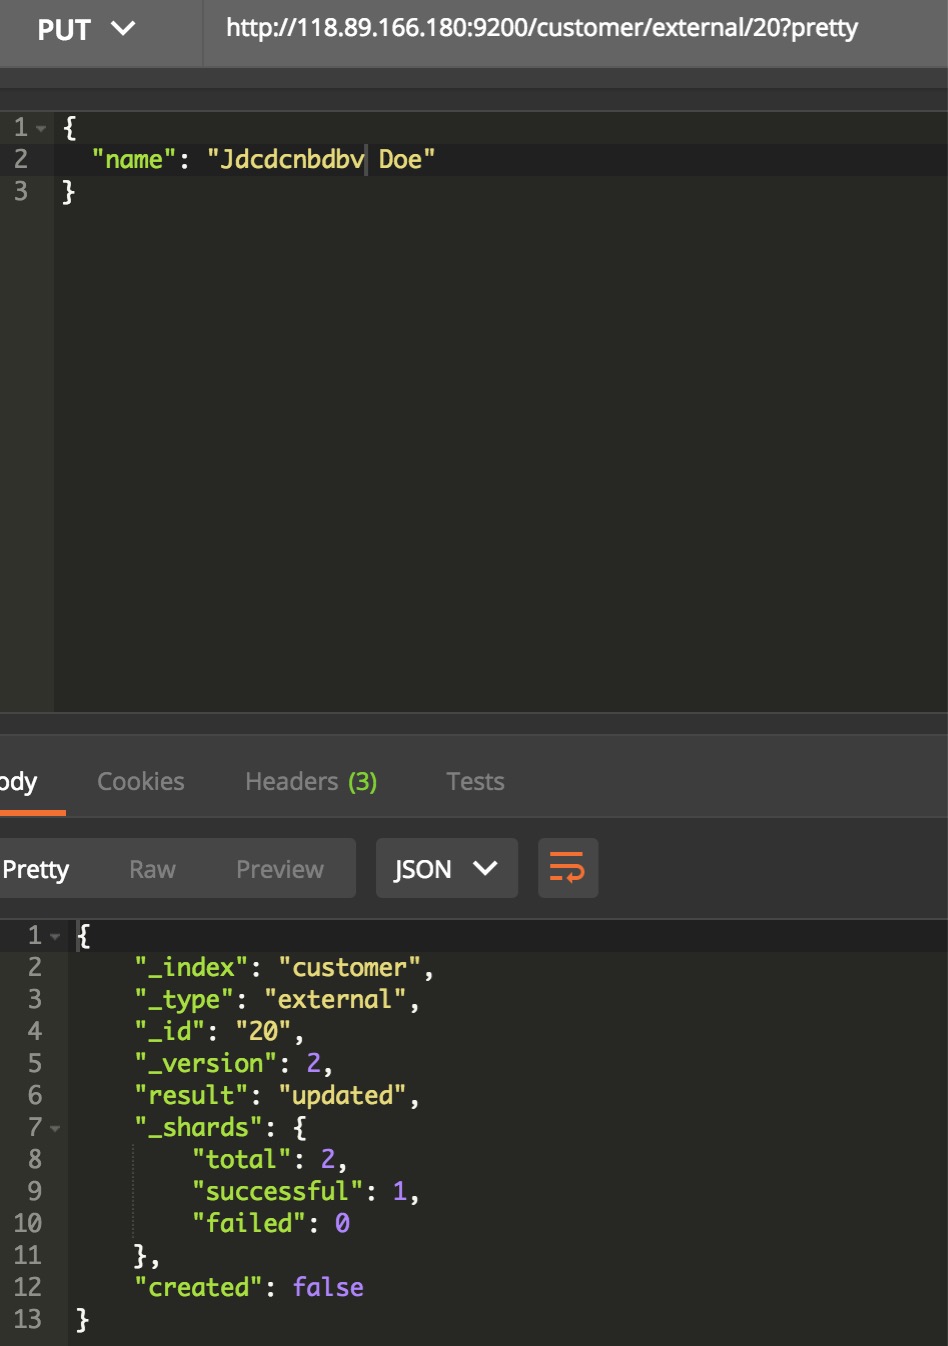 PUT http://118.89.166.180:9200/customer/external/20?pretty
1 {
2 "name": "Jdcdcnbdbv Doe"
3 }
ody Cookies Headers (3) Tests
Pretty Raw Preview JSON
1 {
2 "_index": "customer",
3 "_type": "external",
4 "_id": "20",
5 "_version": 2,
6 "result": "updated",
7 "_shards": {
8 "total": 2,
9 "successful": 1,
10 "failed": 0
11 },
12 "created": false
13 }